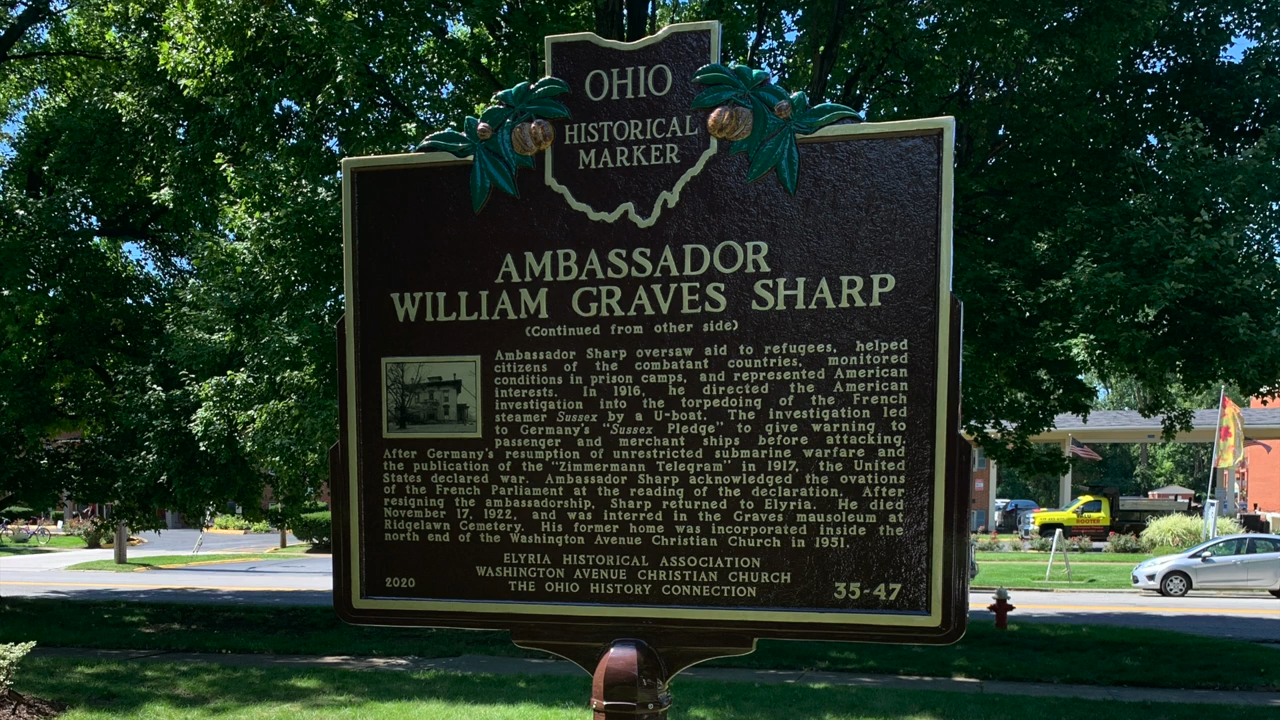 OHIO
HISTORICAL
MARKER
AMBASSADOR
WILLIAM GRAVES SHARP
(Continued from other side)
Ambassador Sharp oversaw aid to refugees, helped
citizens of the combatant countries, monitored
conditions in prison camps, and represented American
interests. In 1916, he directed the American
investigation into the torpedoing of the French
steamer Sussex by a U-boat. The investigation led
to Germany's "Sussex Pledge" to give warning to
passenger and merchant ships before attacking.
After Germany's resumption of unrestricted submarine warfare and
the publication of the "Zimmermann Telegram" in 1917, the United
States declared war. Ambassador Sharp acknowledged the ovations
of the French Parliament at the reading of the declaration. After
resigning the ambassadorship, Sharp returned to Elyria. He died
November 17, 1922, and was interred in the Graves mausoleum at
Ridgelawn Cemetery. His former home was incorporated inside the
north end of the Washington Avenue Christian Church in 1951.
ELYRIA HISTORICAL ASSOCIATION
WASHINGTON AVENUE CHRISTIAN CHURCH
THE OHIO HISTORY CONNECTION
2020
35-47
ROOTER